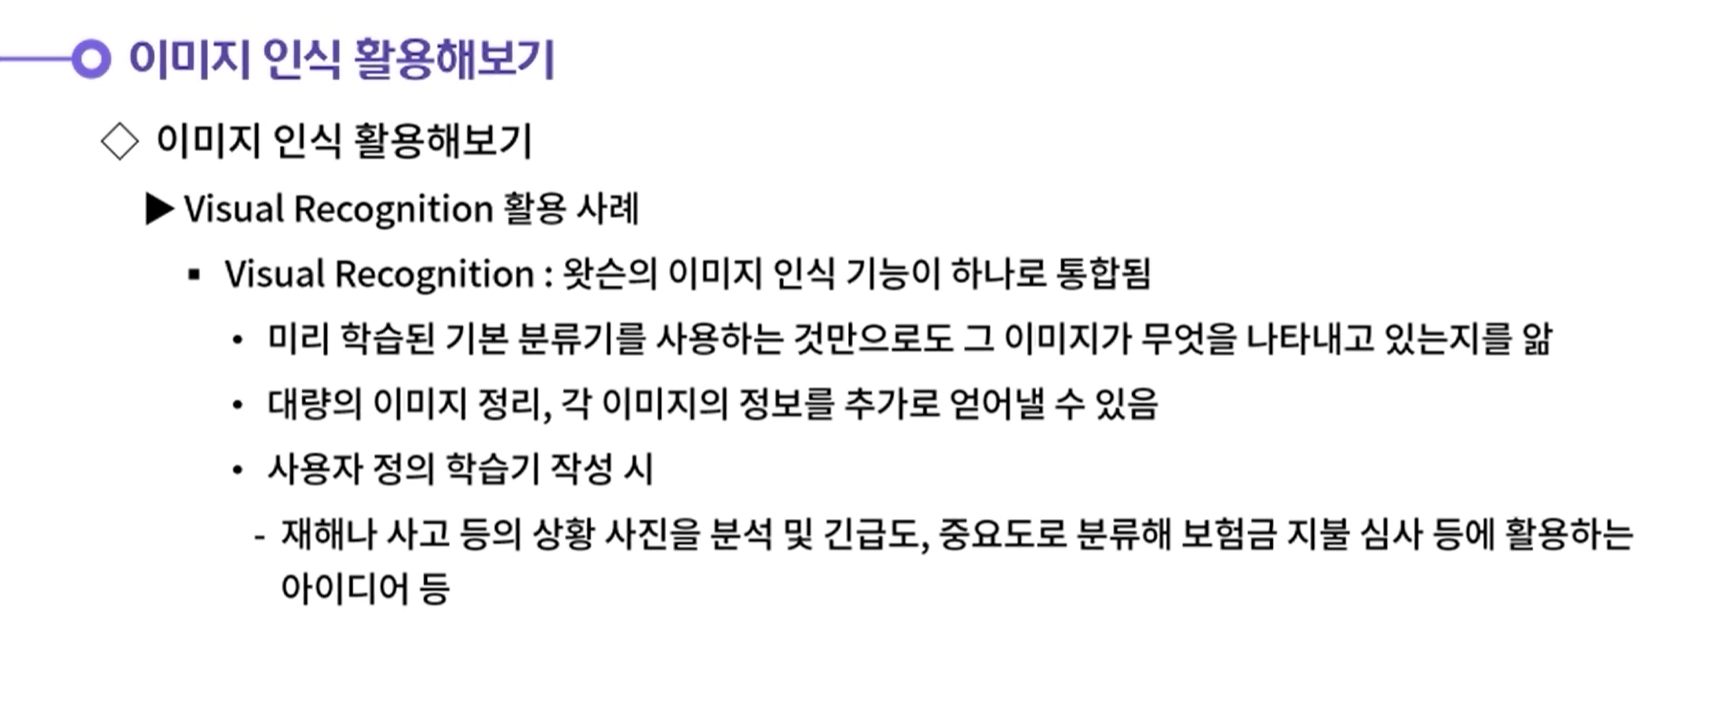 이미지 인식 활용해보기
◇ 이미지 인식 활용해보기
▶ Visual Recognition 활용 사례
▪ Visual Recognition : 왓슨의 이미지 인식 기능이 하나로 통합됨
• 미리 학습된 기본 분류기를 사용하는 것만으로도 그 이미지가 무엇을 나타내고 있는지를 앎
• 대량의 이미지 정리, 각 이미지의 정보를 추가로 얻어낼 수 있음
• 사용자 정의 학습기 작성 시
- 재해나 사고 등의 상황 사진을 분석 및 긴급도, 중요도로 분류해 보험금 지불 심사 등에 활용하는
아이디어 등